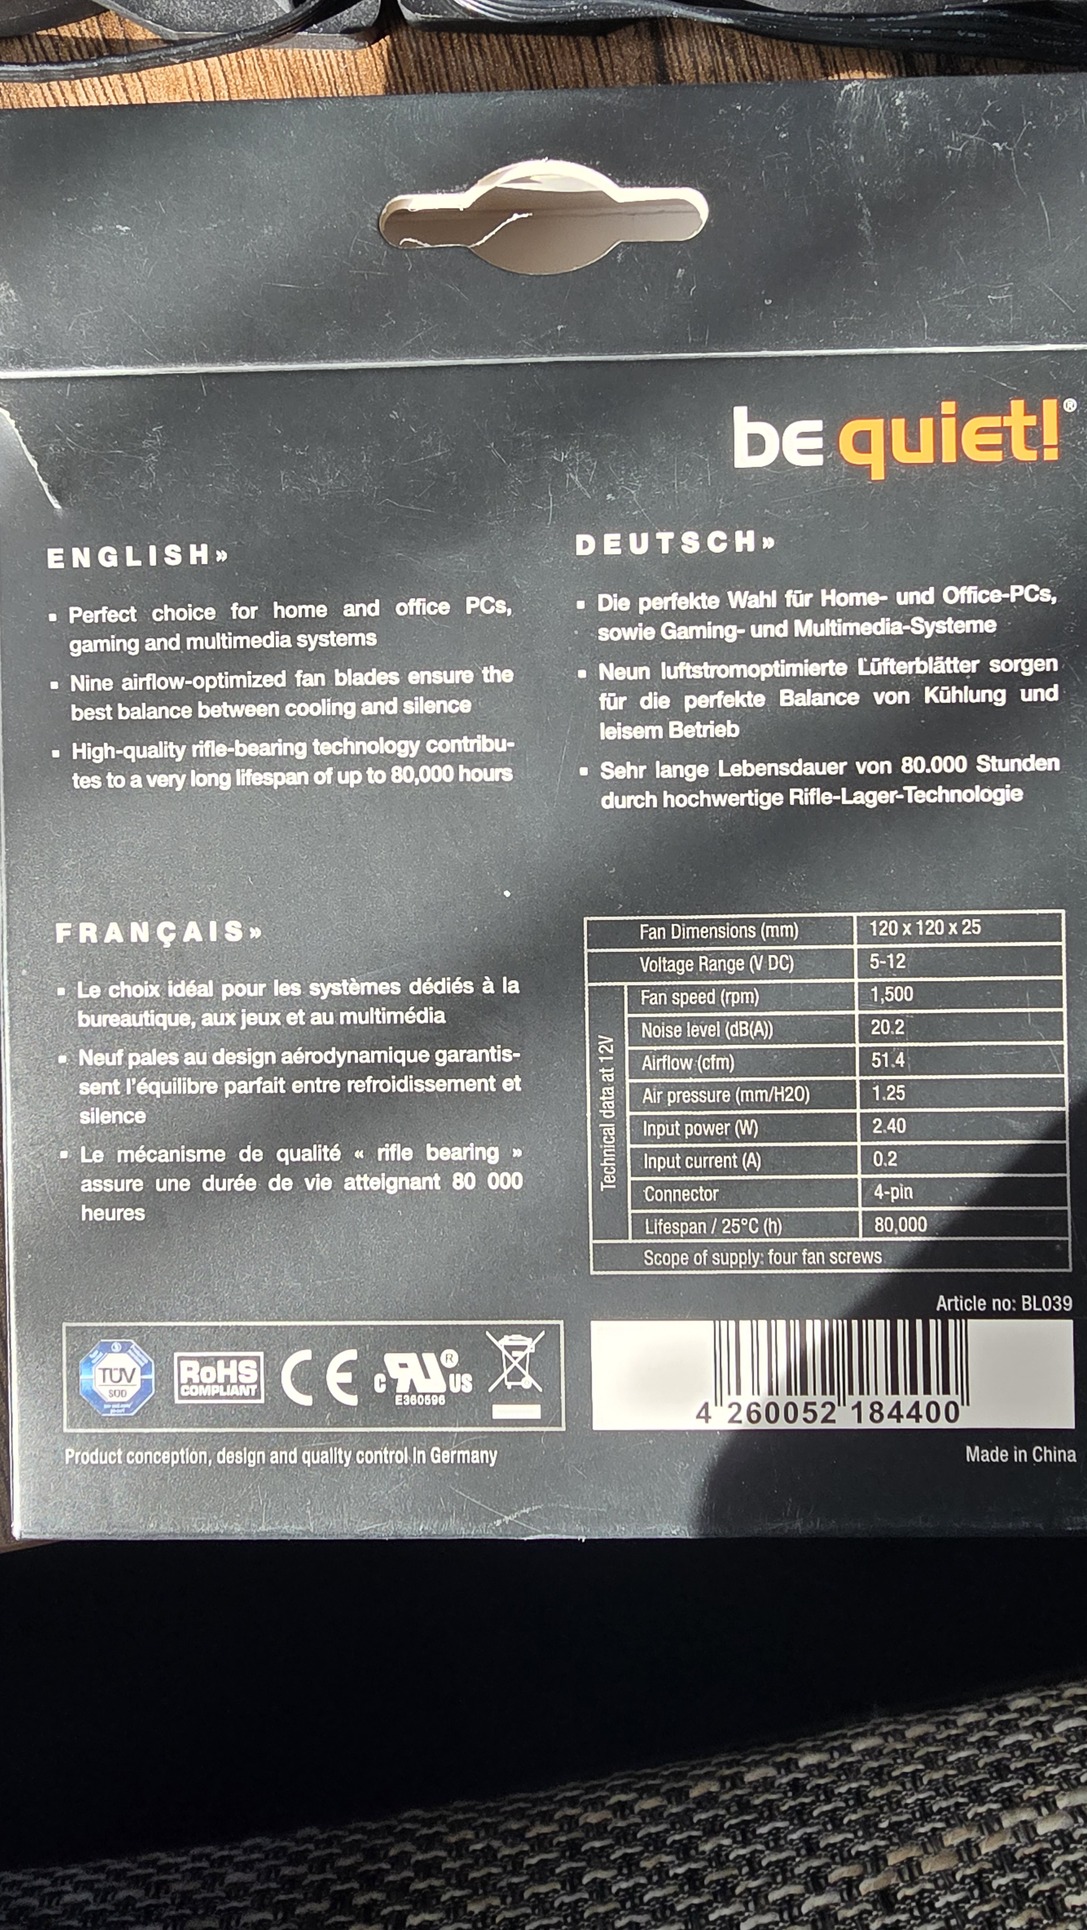 be quiet!®
ENGLISH»
▪ Perfect choice for home and office PCs,
gaming and multimedia systems
▪ Nine airflow-optimized fan blades ensure the
best balance between cooling and silence
▪ High-quality rifle-bearing technology contribu-
tes to a very long lifespan of up to 80,000 hours
DEUTSCH»
▪ Die perfekte Wahl für Home- und Office-PCs,
sowie Gaming- und Multimedia-Systeme
▪ Neun luftstromoptimierte Lüfterblätter sorgen
für die perfekte Balance von Kühlung und
leisem Betrieb
▪ Sehr lange Lebensdauer von 80.000 Stunden
durch hochwertige Rifle-Lager-Technologie
FRANÇAIS»
▪ Le choix idéal pour les systèmes dédiés à la
bureautique, aux jeux et au multimédia
▪ Neuf pales au design aérodynamique garantis-
sent l'équilibre parfait entre refroidissement et
silence
▪ Le mécanisme de qualité « rifle bearing »
assure une durée de vie atteignant 80 000
heures
Fan Dimensions (mm) 120 x 120 x 25
Voltage Range (V DC) 5-12
Technical data at 12V
Fan speed (rpm) 1,500
Noise level (dB(A)) 20.2
Airflow (cfm) 51.4
Air pressure (mm/H2O) 1.25
Input power (W) 2.40
Input current (A) 0.2
Connector 4-pin
Lifespan / 25°C (h) 80,000
Scope of supply: four fan screws
Article no: BL039
TÜV
SÜD
RoHS
COMPLIANT
CE
c RU® US
E360596
4 260052 184400
Product conception, design and quality control in Germany
Made in China